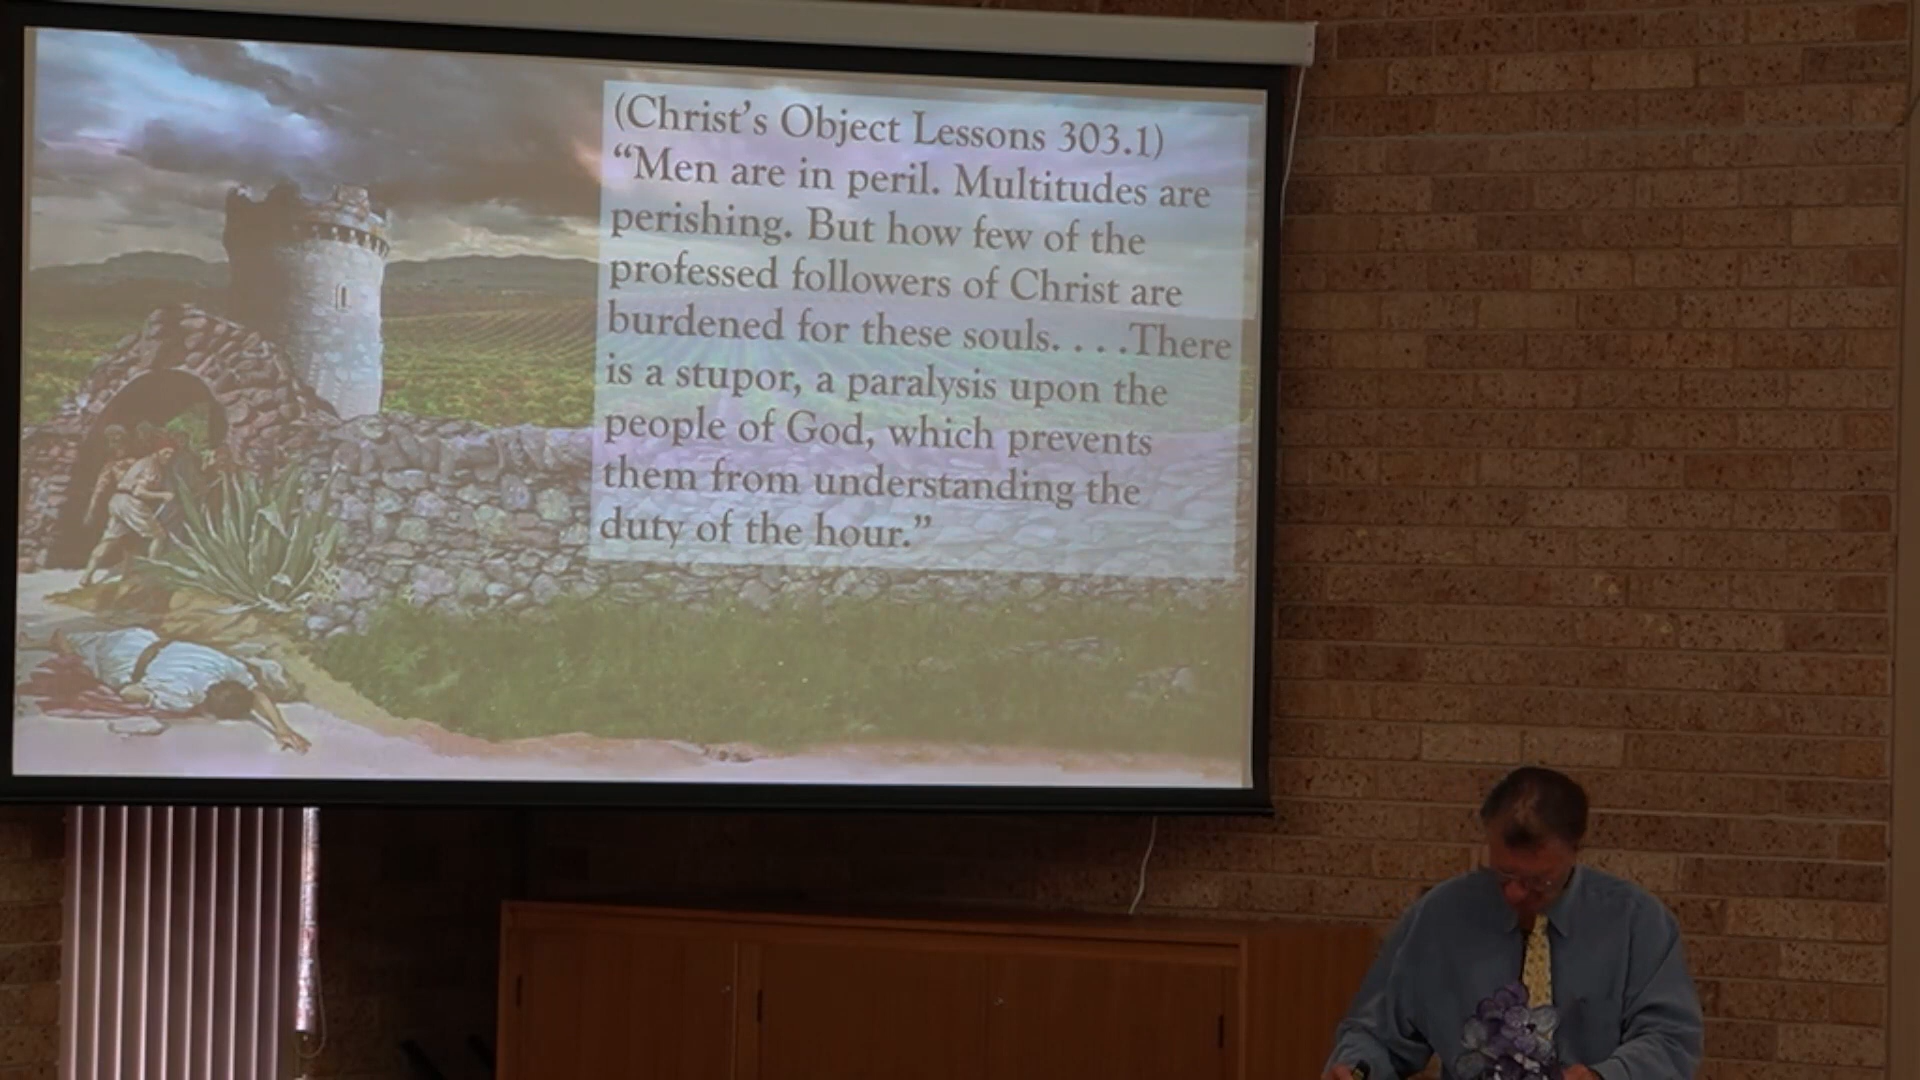 (Christ's Object Lessons 303.1)
“Men are in peril. Multitudes are
perishing. But how few of the
professed followers of Christ are
burdened for these souls. . . .There
is a stupor, a paralysis upon the
people of God, which prevents
them from understanding the
duty of the hour.”